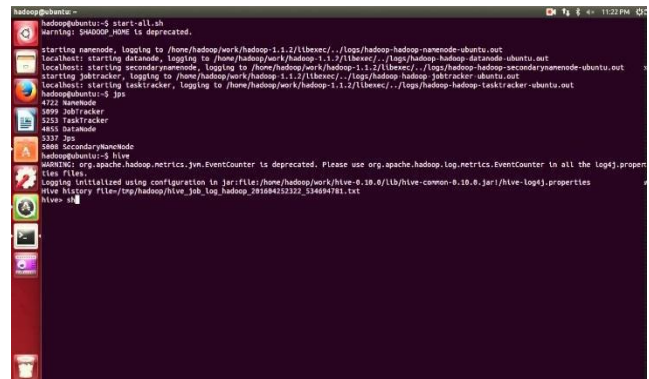 hadoop@ubuntu: ~
11:22 PM
hadoop@ubuntu:~$ start-all.sh
Warning: $HADOOP_HOME is deprecated.
starting namenode, logging to /home/hadoop/work/hadoop-1.1.2/libexec/../logs/hadoop-hadoop-namenode-ubuntu.out
localhost: starting datanode, logging to /home/hadoop/work/hadoop-1.1.2/libexec/../logs/hadoop-hadoop-datanode-ubuntu.out
localhost: starting secondarynamenode, logging to /home/hadoop/work/hadoop-1.1.2/libexec/../logs/hadoop-hadoop-secondarynamenode-ubuntu.out
starting jobtracker, logging to /home/hadoop/work/hadoop-1.1.2/libexec/../logs/hadoop-hadoop-jobtracker-ubuntu.out
localhost: starting tasktracker, logging to /home/hadoop/work/hadoop-1.1.2/libexec/../logs/hadoop-hadoop-tasktracker-ubuntu.out
hadoop@ubuntu:~$ jps
4722 NameNode
5099 JobTracker
5253 TaskTracker
4855 DataNode
5337 Jps
5008 SecondaryNameNode
hadoop@ubuntu:~$ hive
WARNING: org.apache.hadoop.metrics.jvm.EventCounter is deprecated. Please use org.apache.hadoop.log.metrics.EventCounter in all the log4j.proper
ties files.
Logging initialized using configuration in jar:file:/home/hadoop/work/hive-0.10.0/lib/hive-common-0.10.0.jar!/hive-log4j.properties
Hive history file=/tmp/hadoop/hive_job_log_hadoop_201604252322_534694781.txt
hive> sh